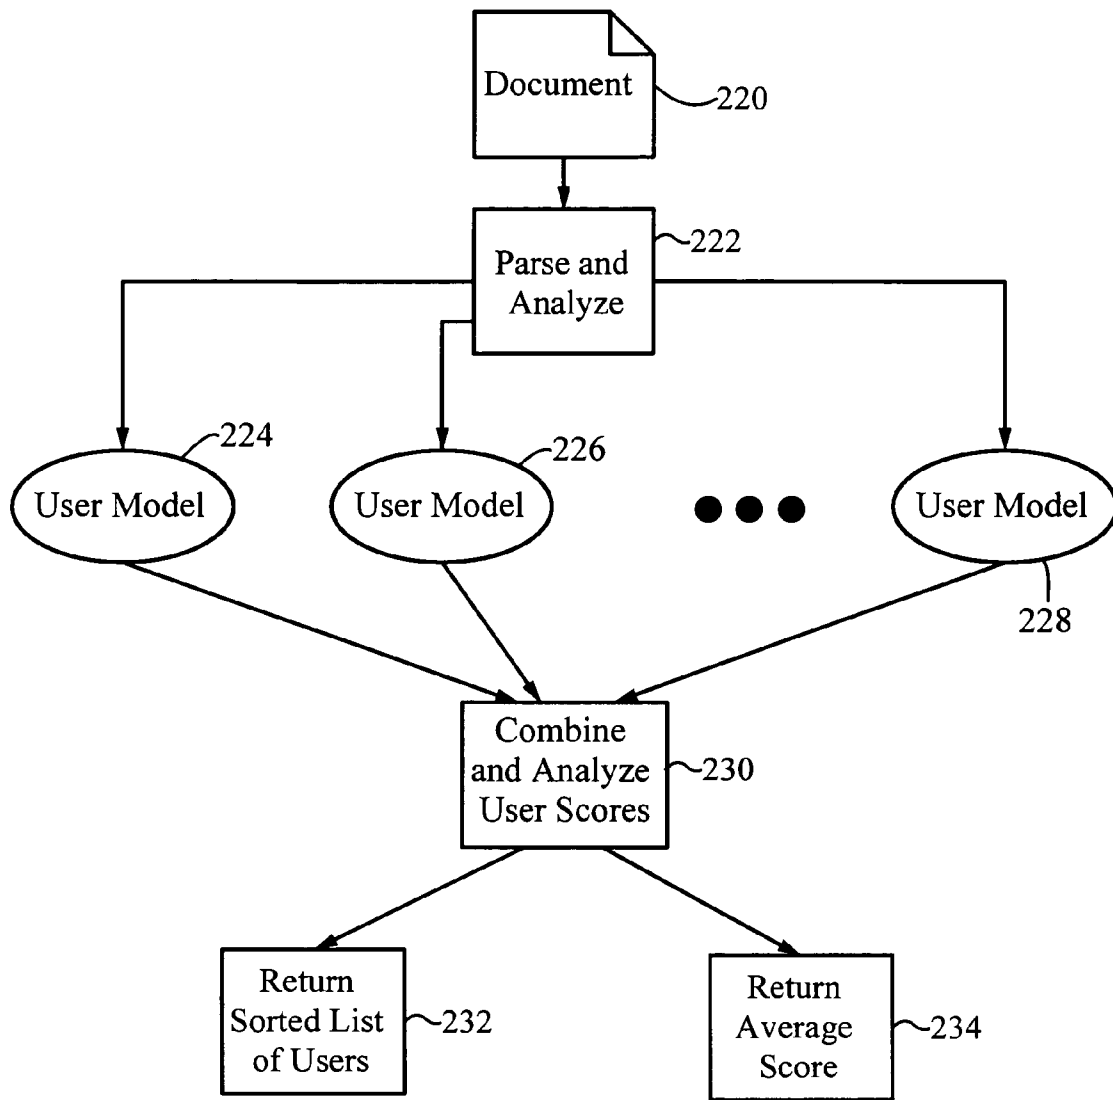 Document
220
Parse and
Analyze
222
224
226
User Model
User Model
User Model
228
Combine
and Analyze
User Scores
230
Return
Sorted List
of Users
232
Return
Average
Score
234